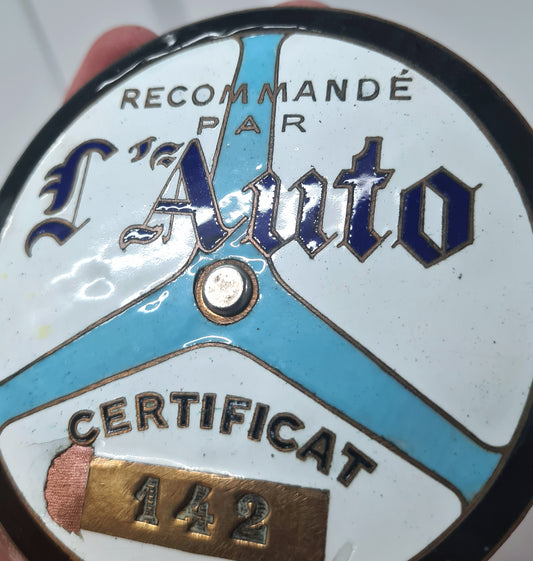 RECOMMANDÉ
PAR
L'Auto
CERTIFICAT
142